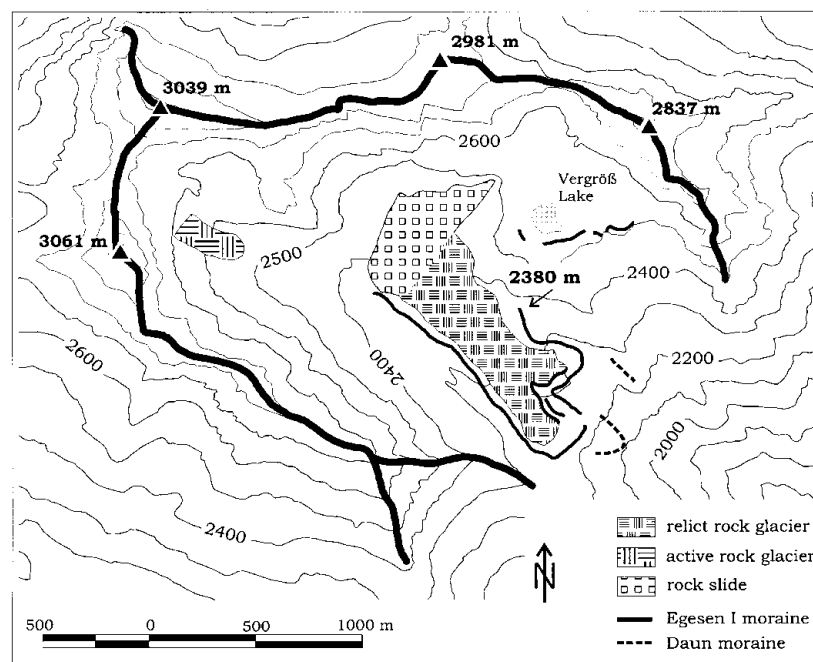 2981 m
3039 m
2837 m
2600
Vergröß
Lake
3061 m
2500
2380 m
2400
2600
2400
2200
2000
2400
relict rock glacier
active rock glacier
rock slide
Egesen I moraine
Daun moraine
N
500 0 500 1000 m